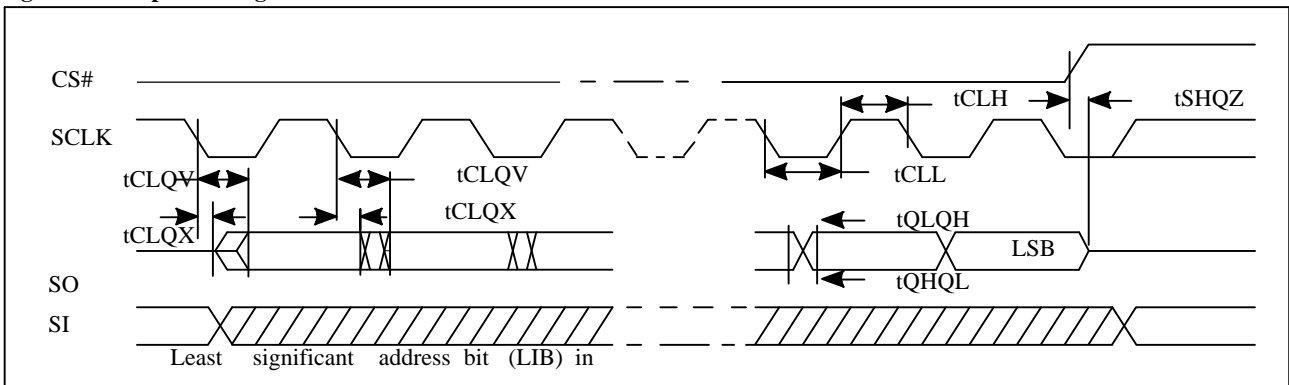 CS#
tCLH
tSHQZ
SCLK
tCLQV
tCLQV
tCLL
tCLQX
tCLQX
tQLQH
LSB
tQHQL
SO
SI
Least significant address bit (LIB) in